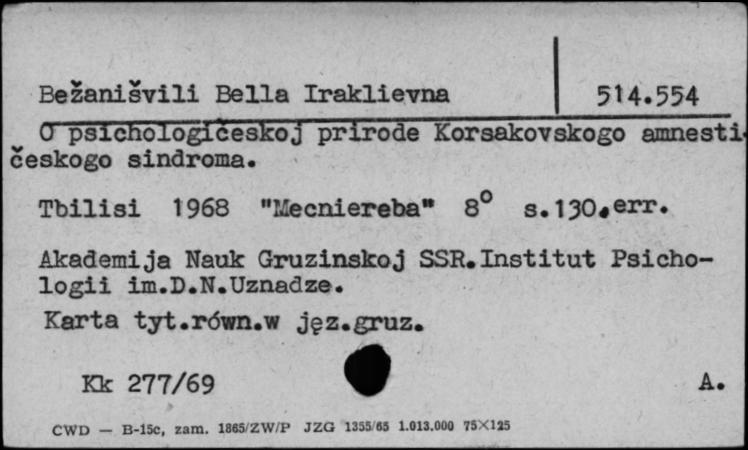 Bežanišvili Bella Iraklievna 514.554
O psichologičeskoj prirode Korsakovskogo amnesti
českogo sindroma.
Tbilisi 1968 "Mecniereba" 8° s.130.err.
Akademija Nauk Gruzinskoj SSR.Institut Psicho-
logii im.D.N.Uznadze.
Karta tyt.równ.w jęz.gruz.
Kk 277/69 A.
CWD — B-15c, zam. 1865/ZW/P JZG 1355/65 1.013.000 75×125